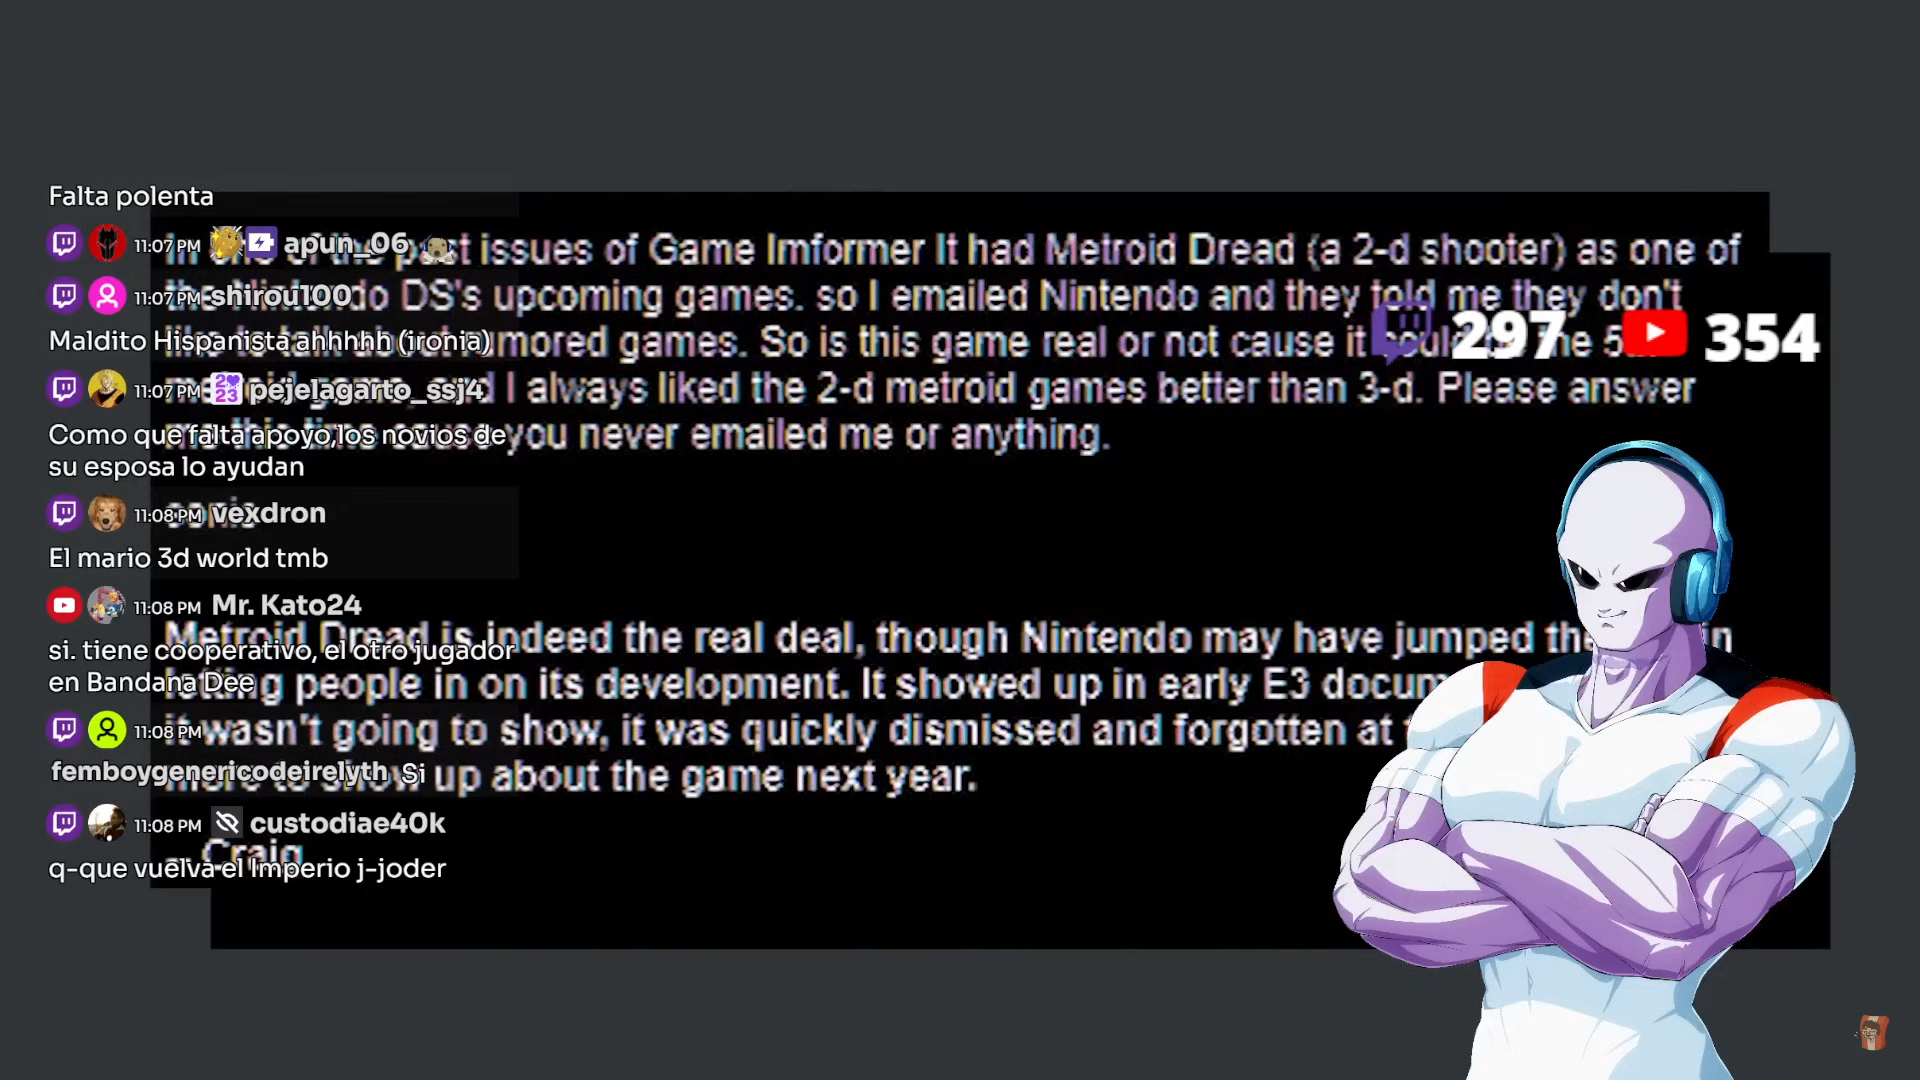 Falta polenta
11:07 PM apun_06
11:07 PM shirou100
Maldito Hispanista ahhhhh (ironia)
11:07 PM pejelagarto_ssj4
Como que falta apoyo,los novios de
su esposa lo ayudan
11:08 PM vexdron
El mario 3d world tmb
11:08 PM Mr. Kato24
si. tiene cooperativo, el otro jugador
en Bandana Dee
11:08 PM
femboygenericodeirelyth Si
11:08 PM custodiae40k
q-que vuelva el Imperio j-joder
issues of Game Imformer It had Metroid Dread (a 2-d shooter) as one of
DS's upcoming games. so I emailed Nintendo and they told me they don't
games. So is this game real or not cause it
I always liked the 2-d metroid games better than 3-d. Please answer
you never emailed me or anything.
Metroid Dread is indeed the real deal, though Nintendo may have jumped
people in on its development. It showed up in early E3
it wasn't going to show, it was quickly dismissed and forgotten at
up about the game next year.
Craig
297
354